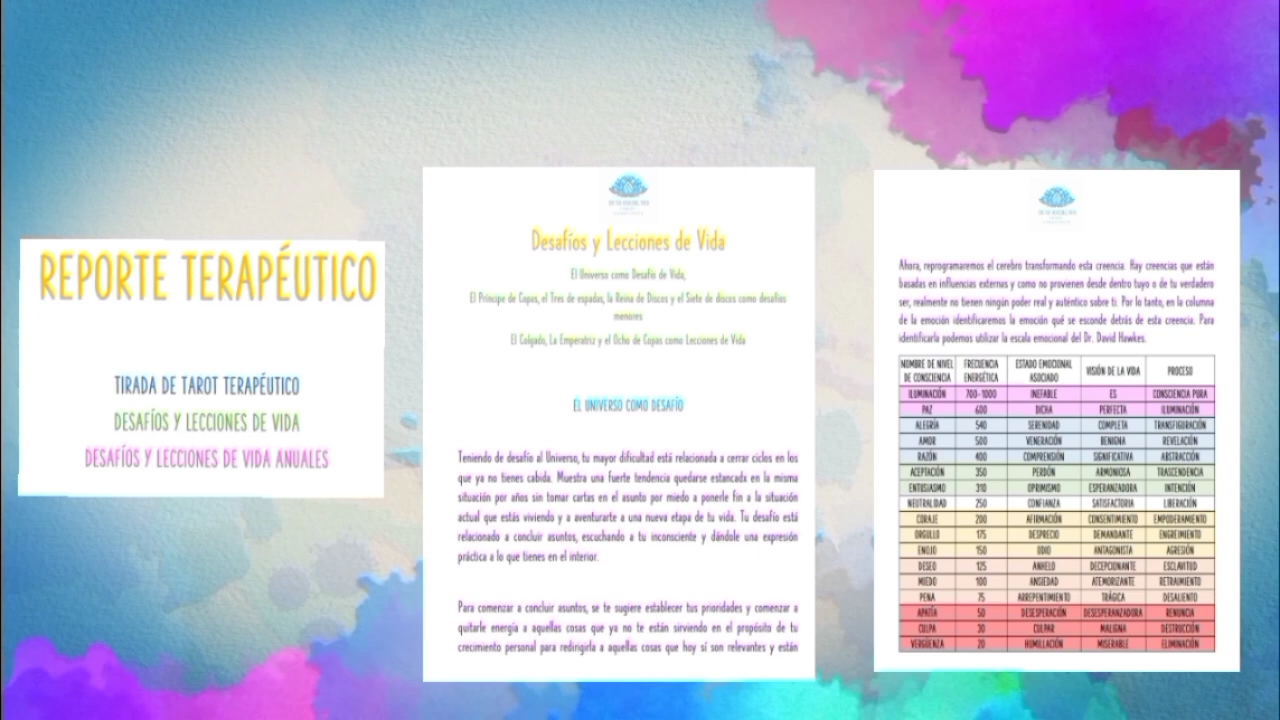 REPORTE TERAPÉUTICO
TIRADA DE TAROT TERAPÉUTICO
DESAFÍOS Y LECCIONES DE VIDA
DESAFÍOS Y LECCIONES DE VIDA ANUALES
Desafíos y Lecciones de Vida
El Universo como Desafío de Vida,
El Príncipe de Copas, el Tres de espadas, la Reina de Discos y el Siete de discos como desafíos
menores
El Colgado, La Emperatriz y el Ocho de Copas como Lecciones de Vida
EL UNIVERSO COMO DESAFÍO
Teniendo de desafío al Universo, tu mayor dificultad está relacionada a cerrar ciclos en los
que ya no tienes cabida. Muestra una fuerte tendencia quedarse estancada en la misma
situación por años sin tomar cartas en el asunto por miedo a ponerle fin a la situación
actual que estás viviendo y a aventurarte a una nueva etapa de tu vida. Tu desafío está
relacionado a concluir asuntos, escuchando a tu inconsciente y dándole una expresión
práctica a lo que tienes en el interior.
Para comenzar a concluir asuntos, se te sugiere establecer tus prioridades y comenzar a
quitarle energía a aquellas cosas que ya no te están sirviendo en el propósito de tu
crecimiento personal para redirigirla a aquellas cosas que hoy sí son relevantes y están
Ahora, reprogramaremos el cerebro transformando esta creencia. Hay creencias que están
basadas en influencias externas y como no provienen desde dentro tuyo o de tu verdadero
ser, realmente no tienen ningún poder real y auténtico sobre ti. Por lo tanto, en la columna
de la emoción identificaremos la emoción qué se esconde detrás de esta creencia. Para
identificarla podemos utilizar la escala emocional del Dr. David Hawkes.
NOMBRE DE NIVEL DE CONSCIENCIA FRECUENCIA ENERGÉTICA ESTADO EMOCIONAL ASOCIADO VISIÓN DE LA VIDA PROCESO
ILUMINACIÓN 700-1000 INEFABLE ES CONSCIENCIA PURA
PAZ 600 DICHA PERFECTA ILUMINACIÓN
ALEGRÍA 540 SERENIDAD COMPLETA TRANSFIGURACIÓN
AMOR 500 VENERACIÓN BENIGNA REVELACIÓN
RAZÓN 400 COMPRENSIÓN SIGNIFICATIVA ABSTRACCIÓN
ACEPTACIÓN 350 PERDÓN ARMONIOSA TRASCENDENCIA
ENTUSIASMO 310 OPRIMISMO ESPERANZADORA INTENCIÓN
NEUTRALIDAD 250 CONFIANZA SATISFACTORIA LIBERACIÓN
CORAJE 200 AFIRMACIÓN CONSENTIMIENTO EMPODERAMIENTO
ORGULLO 175 DESPRECIO DEMANDANTE ENGREIMIENTO
ENOJO 150 ODIO ANTAGONISTA AGRESIÓN
DESEO 125 ANHELO DECEPCIONANTE ESCLAVITUD
MIEDO 100 ANSIEDAD ATEMORIZANTE RETRAIMIENTO
PENA 75 ARREPENTIMIENTO TRÁGICA DESALIENTO
APATÍA 50 DESESPERACIÓN DESESPERANZADORA RENUNCIA
CULPA 30 CULPAR MALIGNA DESTRUCCIÓN
VERGÜENZA 20 HUMILLACIÓN MISERABLE ELIMINACIÓN